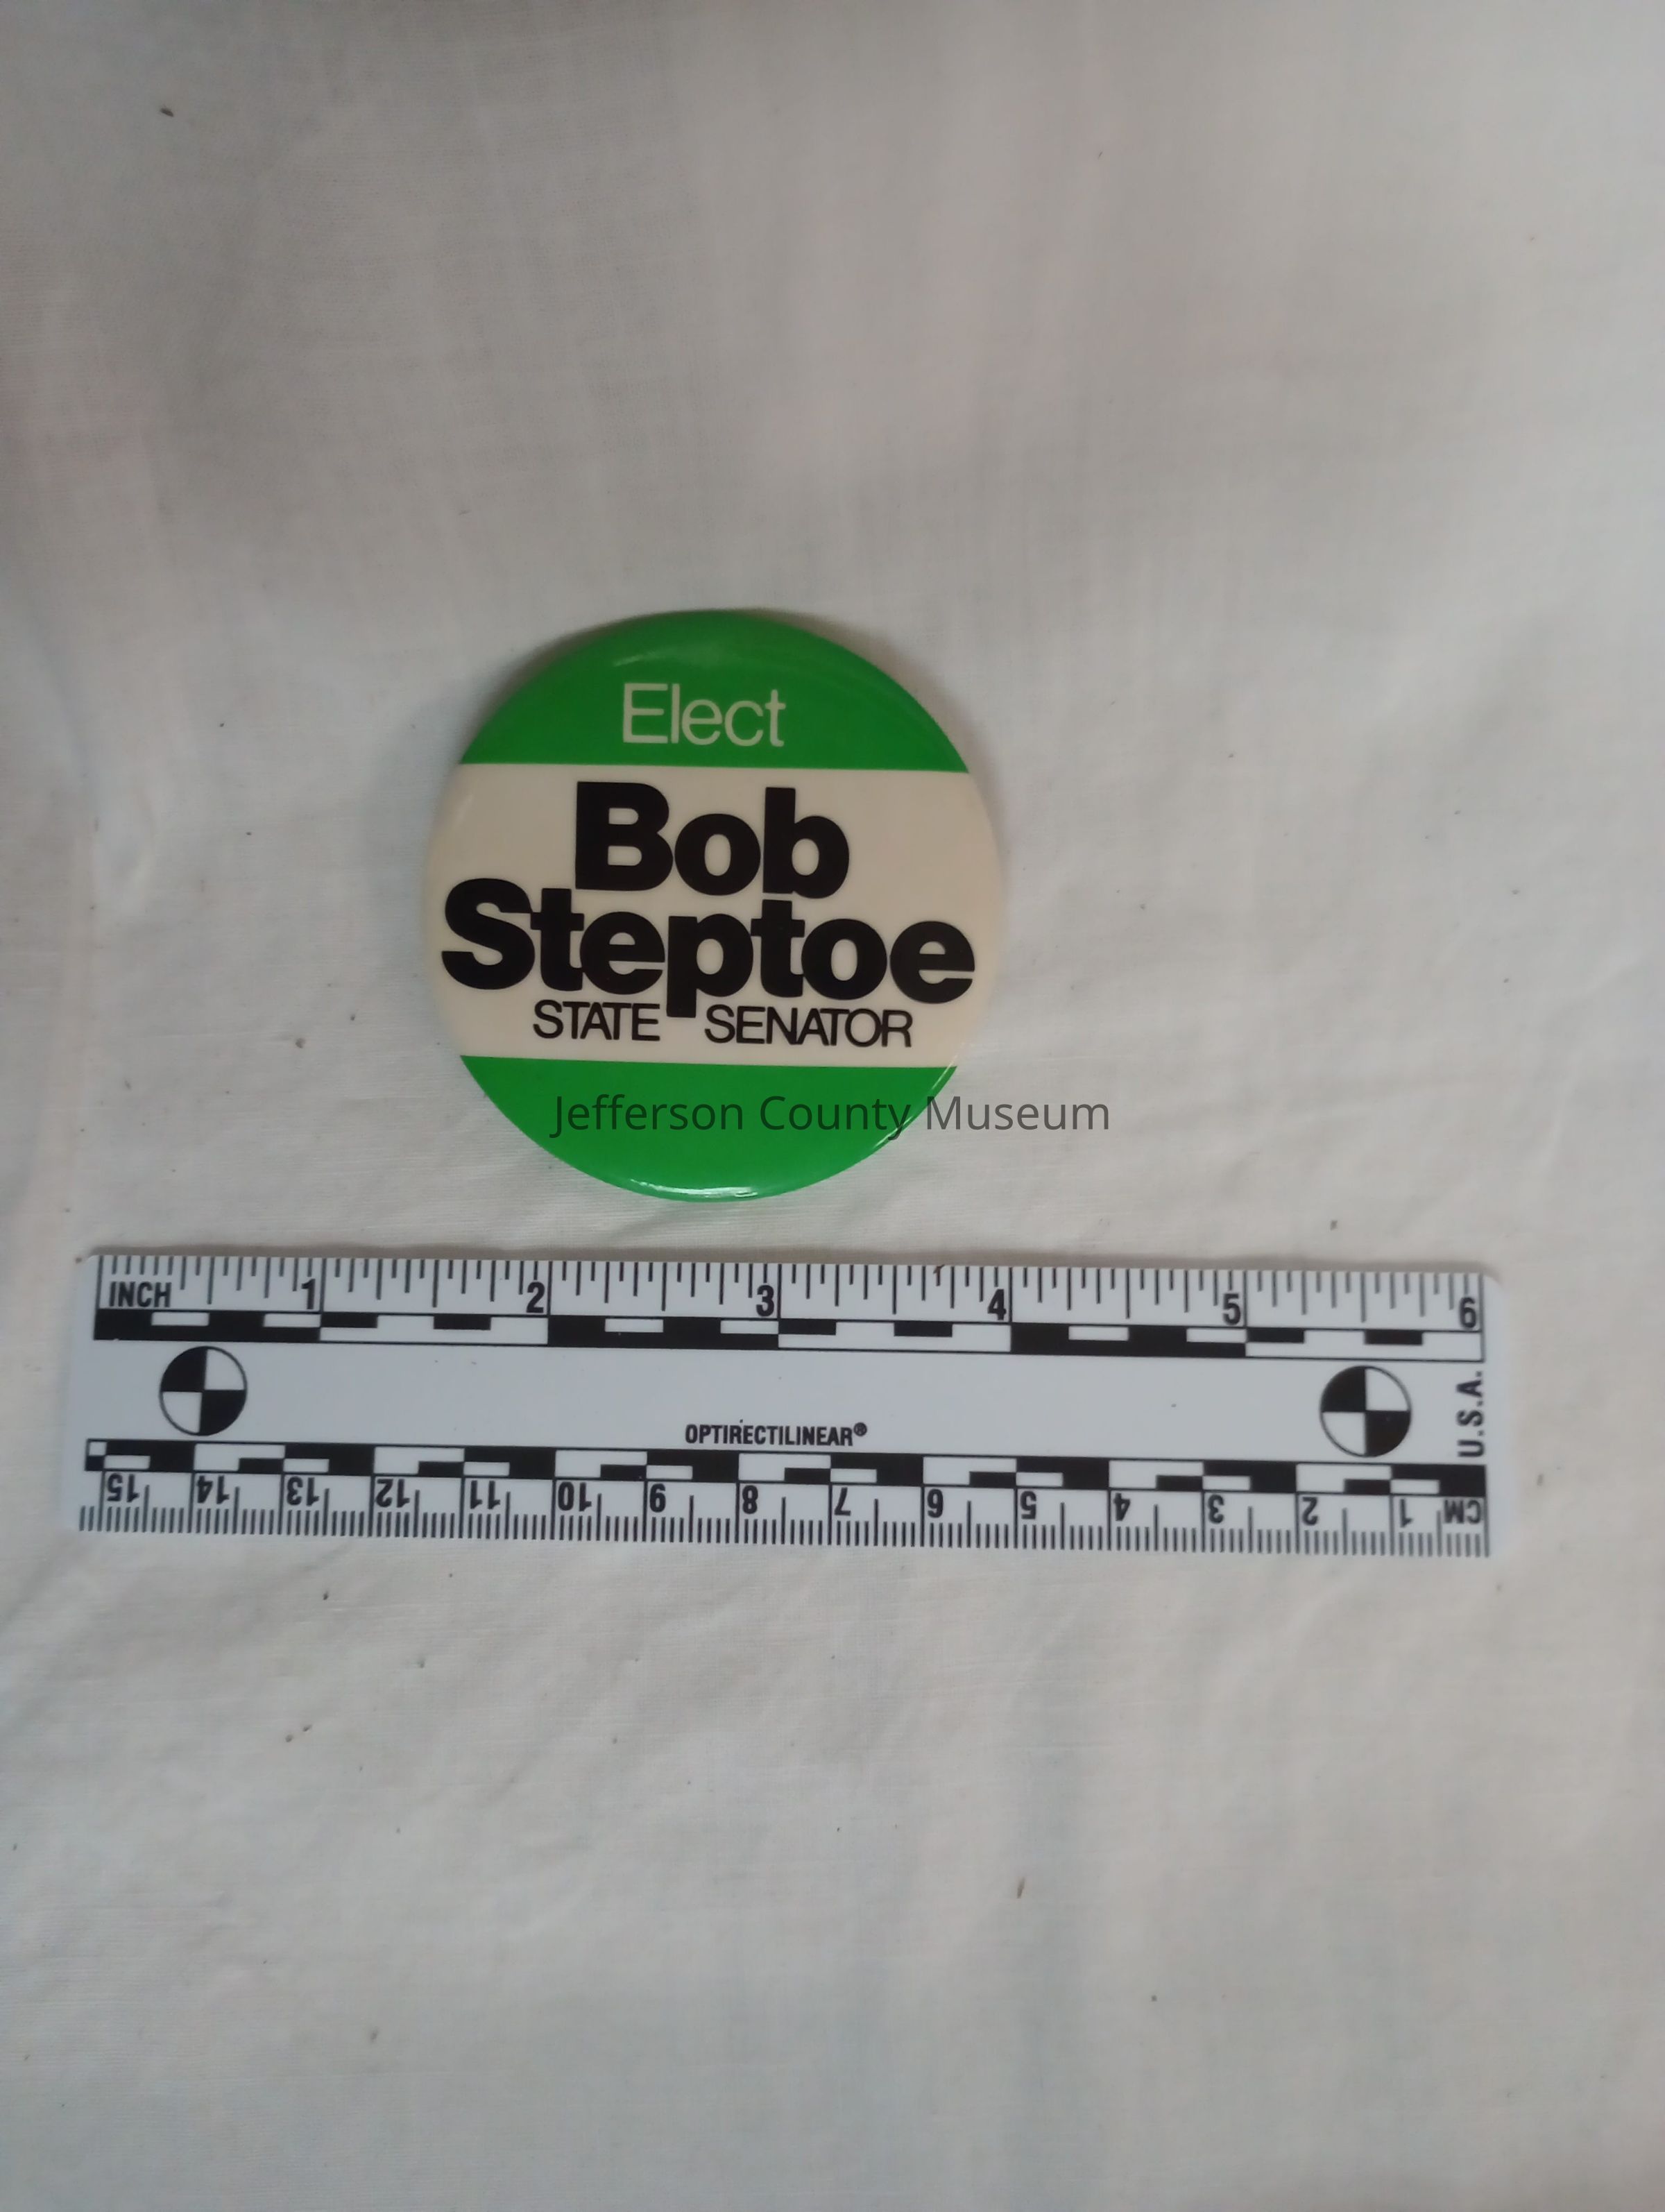 Elect
Bob
Steptoe
STATE SENATOR
Jefferson County Museum
INCH 1 2 3 4 5 6
U.S.A.
OPTIRECTILINEAR®
15 14 13 12 11 10 9 8 7 6 5 4 3 2 1 CM